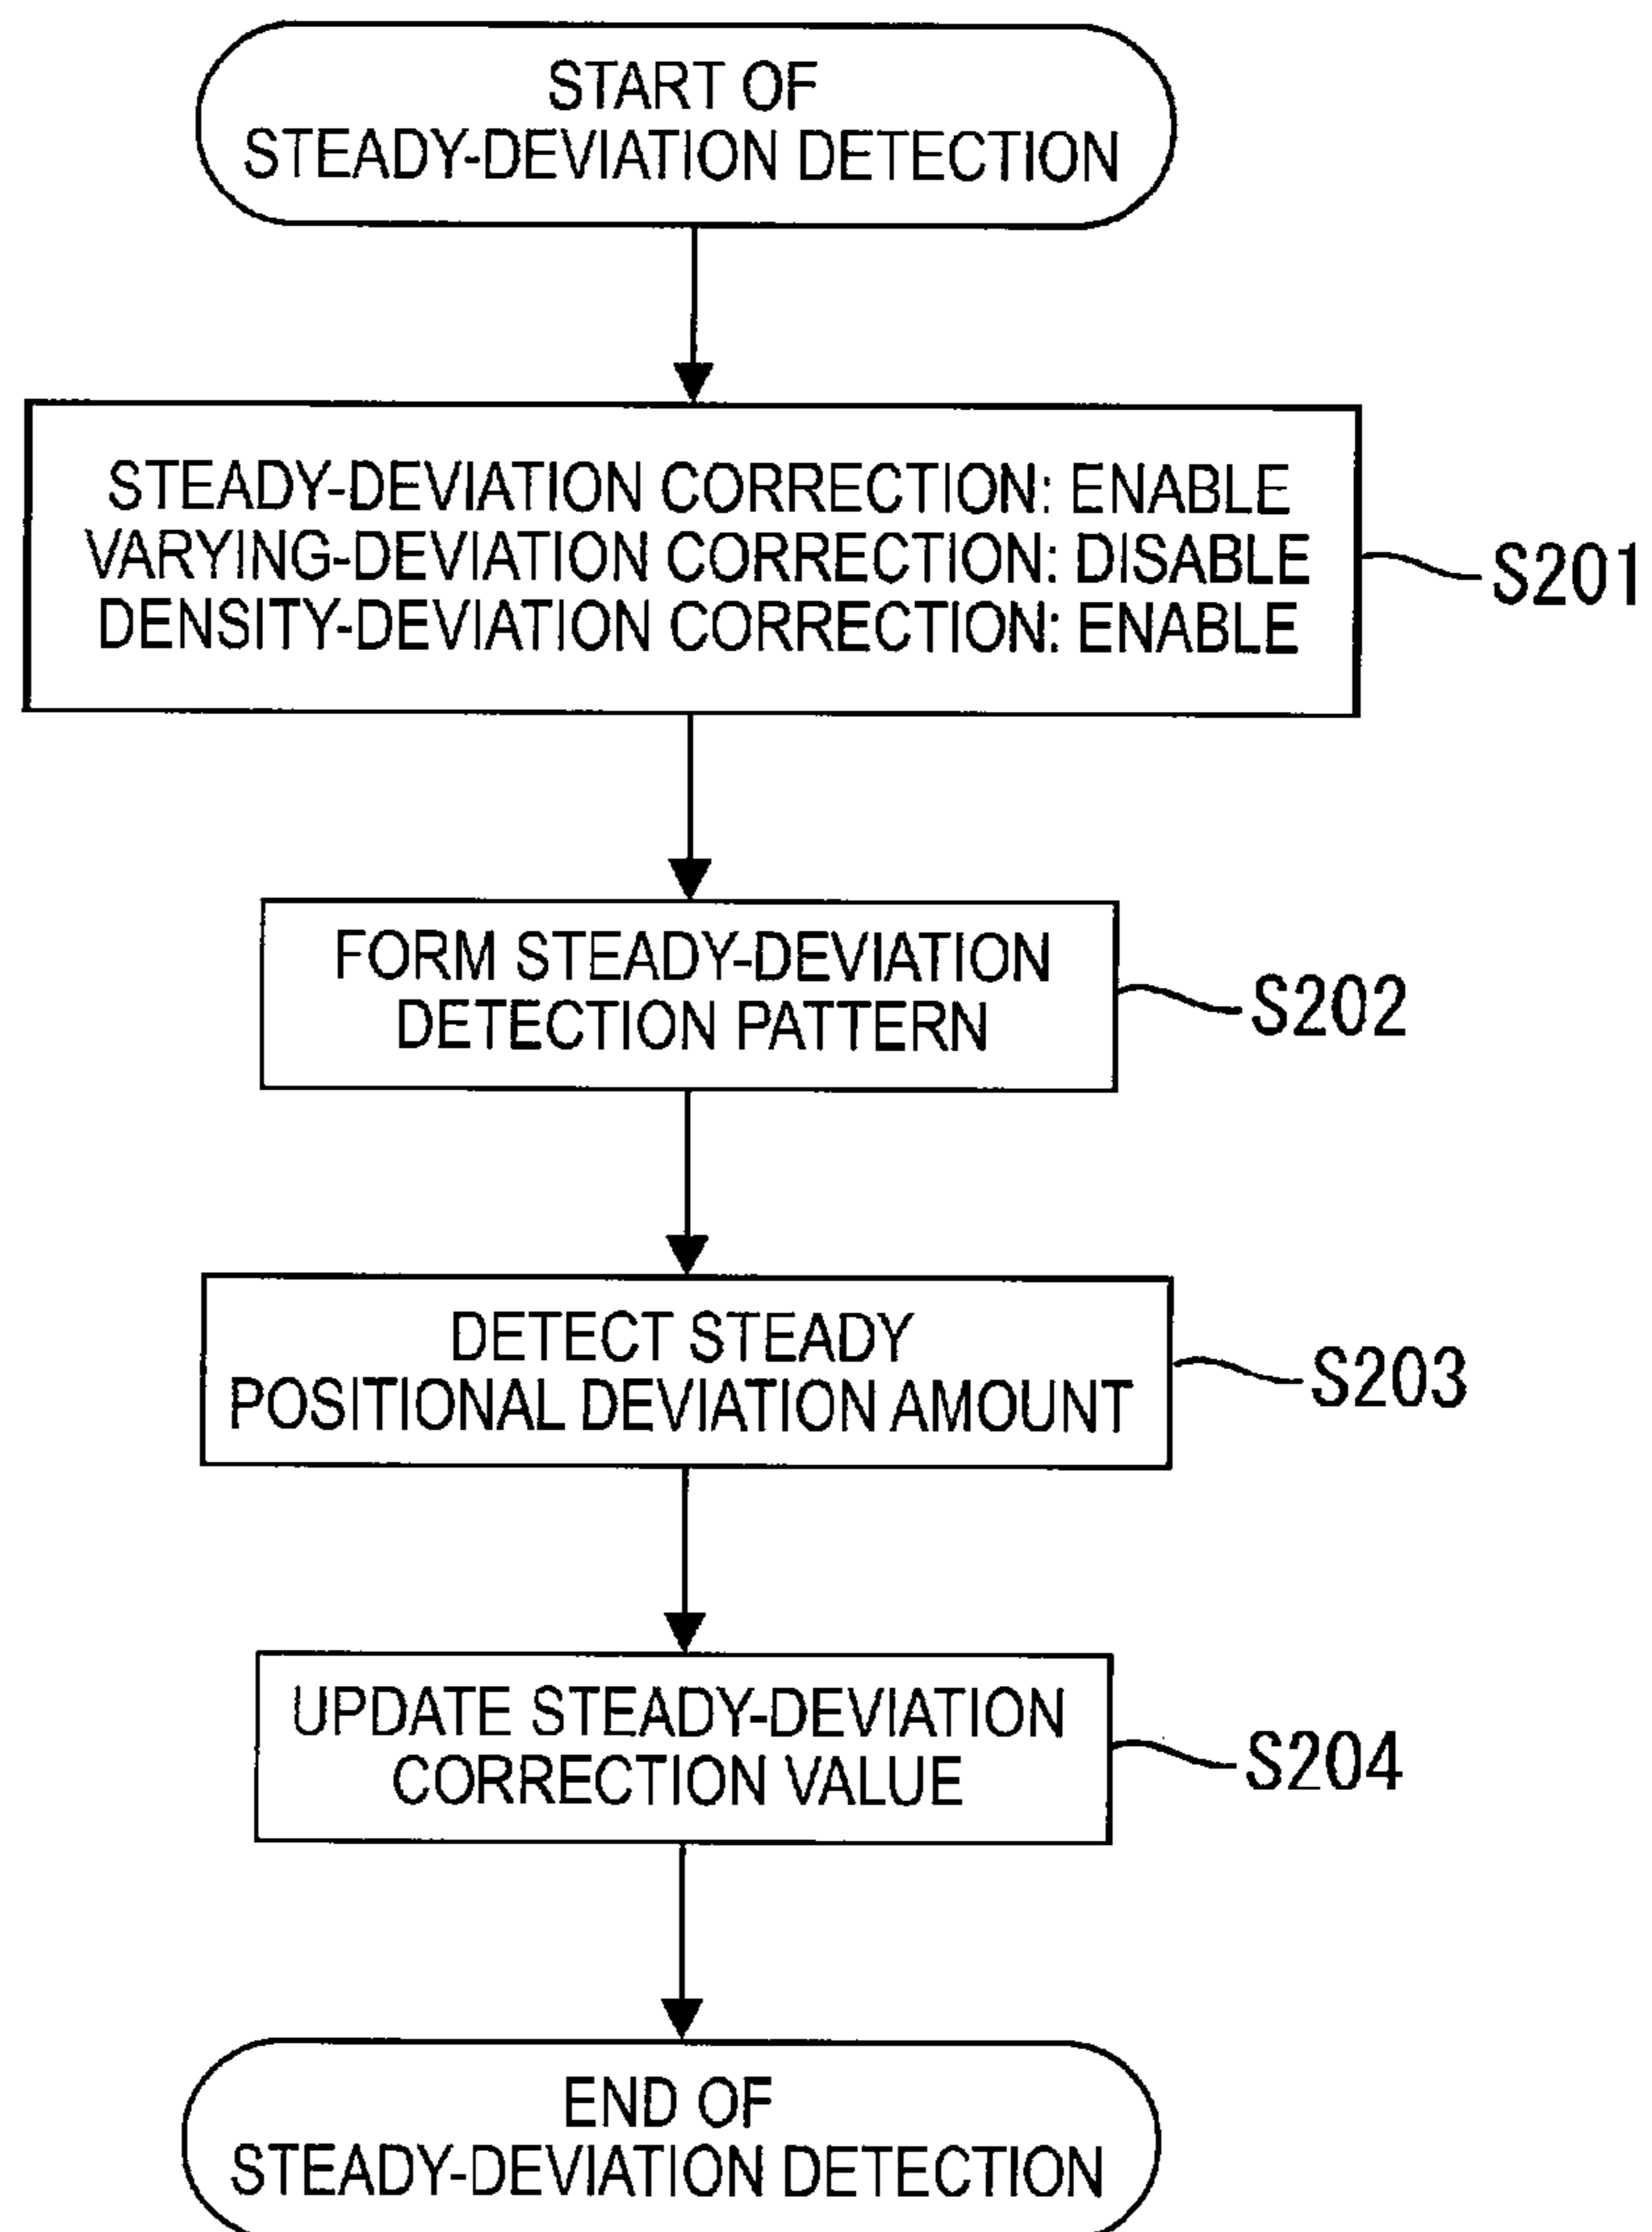 START OF
STEADY-DEVIATION DETECTION
STEADY-DEVIATION CORRECTION: ENABLE
VARYING-DEVIATION CORRECTION: DISABLE
DENSITY-DEVIATION CORRECTION: ENABLE
S201
FORM STEADY-DEVIATION
DETECTION PATTERN
S202
DETECT STEADY
POSITIONAL DEVIATION AMOUNT
S203
UPDATE STEADY-DEVIATION
CORRECTION VALUE
S204
END OF
STEADY-DEVIATION DETECTION